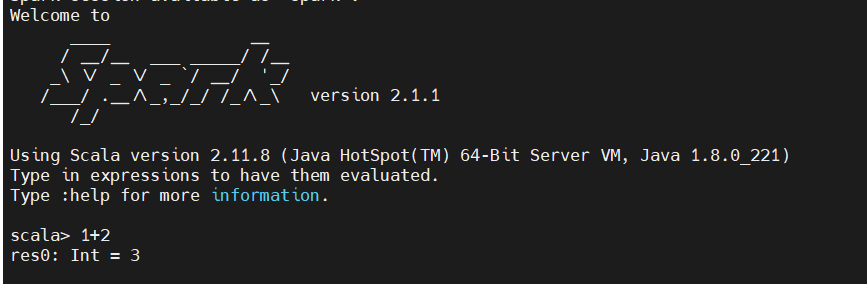 Welcome to
      ____              __
     / __/__  ___ _____/ /__
    _\ \/ _ \/ _ `/ __/  '_/
   /___/ .__/\_,_/_/ /_/\_\   version 2.1.1
      /_/
Using Scala version 2.11.8 (Java HotSpot(TM) 64-Bit Server VM, Java 1.8.0_221)
Type in expressions to have them evaluated.
Type :help for more information.
scala> 1+2
res0: Int = 3